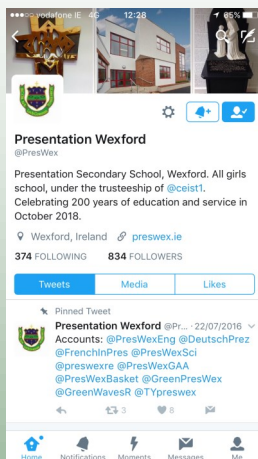 vodafone IE 4G 12:28 65%
Presentation Wexford
@PresWex
Presentation Secondary School, Wexford. All girls
school, under the trusteeship of @ceist1.
Celebrating 200 years of education and service in
October 2018.
Wexford, Ireland preswex.ie
374 FOLLOWING 834 FOLLOWERS
Tweets Media Likes
Pinned Tweet
Presentation Wexford @Pr... · 22/07/2016
Accounts: @PresWexEng @DeutschPrez
@FrenchInPres @PresWexSci
@preswexre @PresWexGAA
@PresWexBasket @GreenPresWex
@GreenWavesR @TYpreswex
3 8
Home Notifications Moments Messages Me